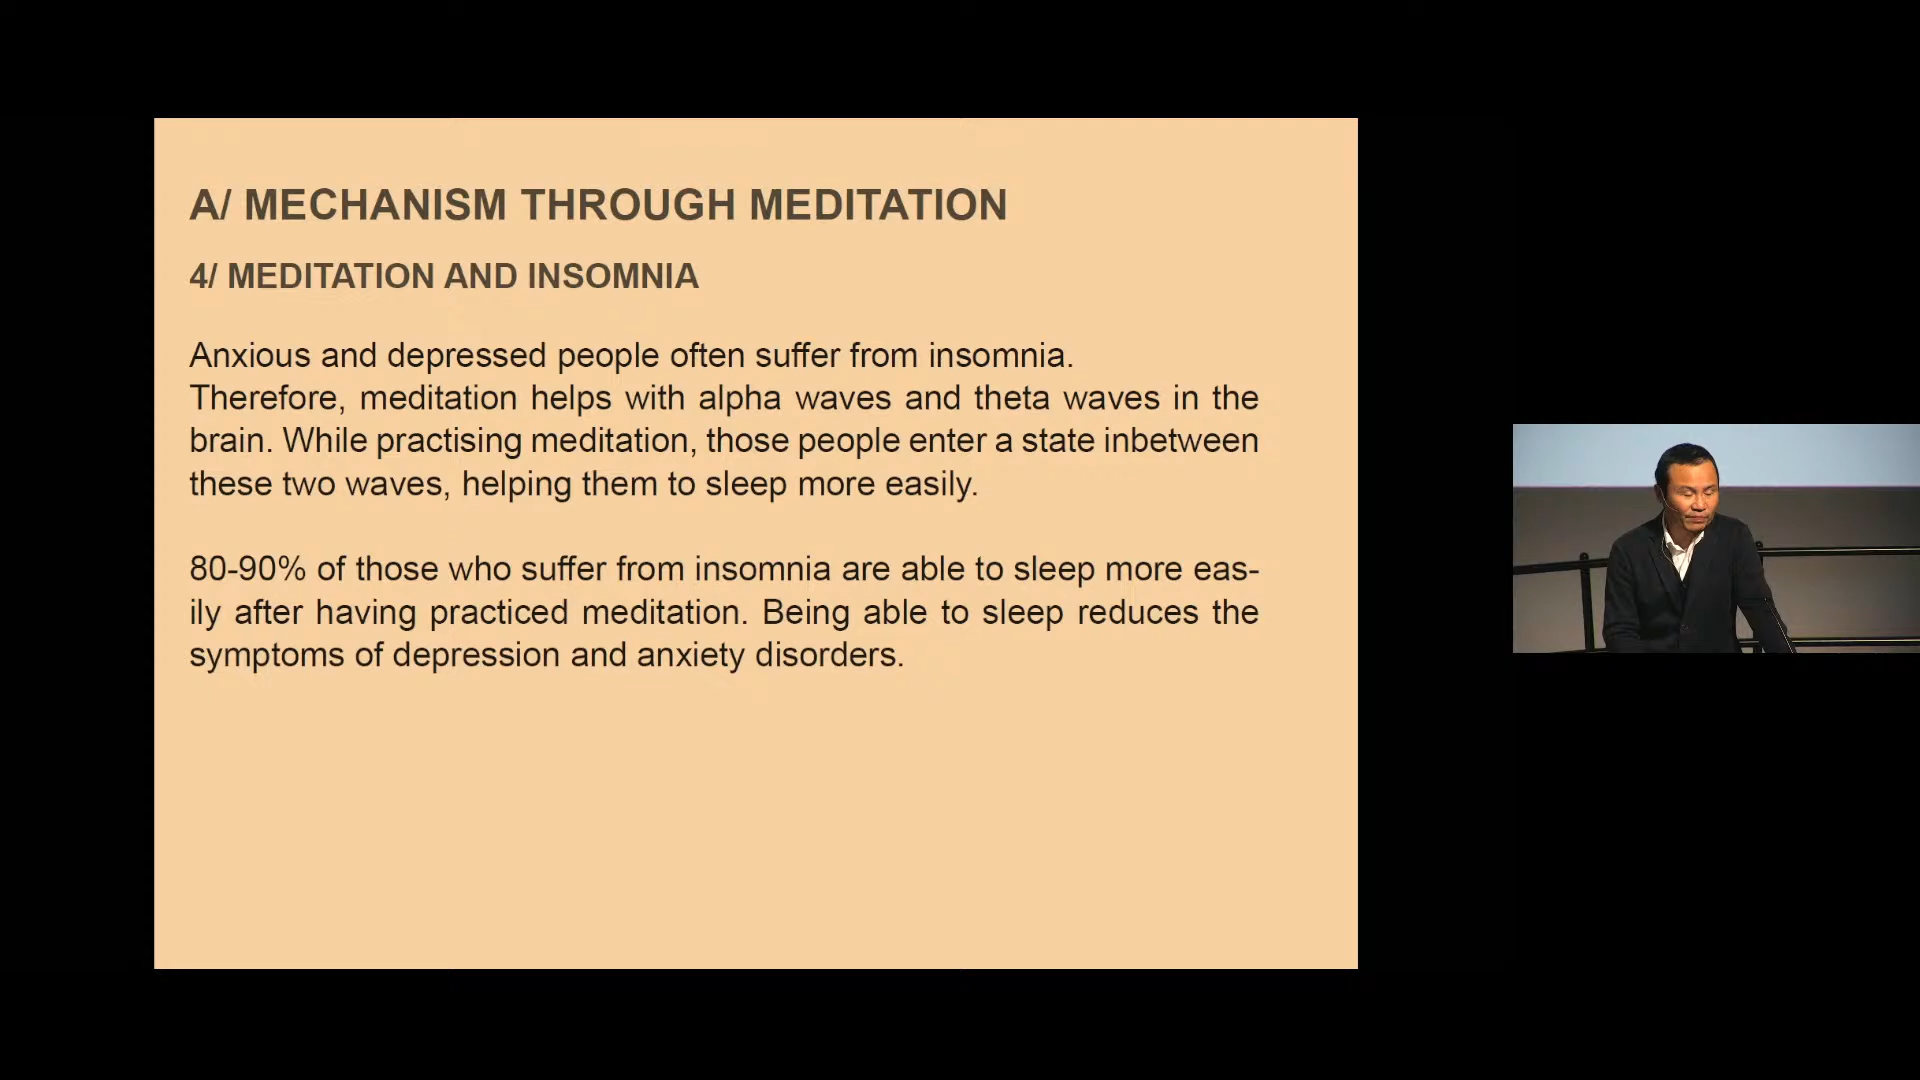 A/ MECHANISM THROUGH MEDITATION
4/ MEDITATION AND INSOMNIA
Anxious and depressed people often suffer from insomnia.
Therefore, meditation helps with alpha waves and theta waves in the
brain. While practising meditation, those people enter a state inbetween
these two waves, helping them to sleep more easily.
80-90% of those who suffer from insomnia are able to sleep more eas-
ily after having practiced meditation. Being able to sleep reduces the
symptoms of depression and anxiety disorders.